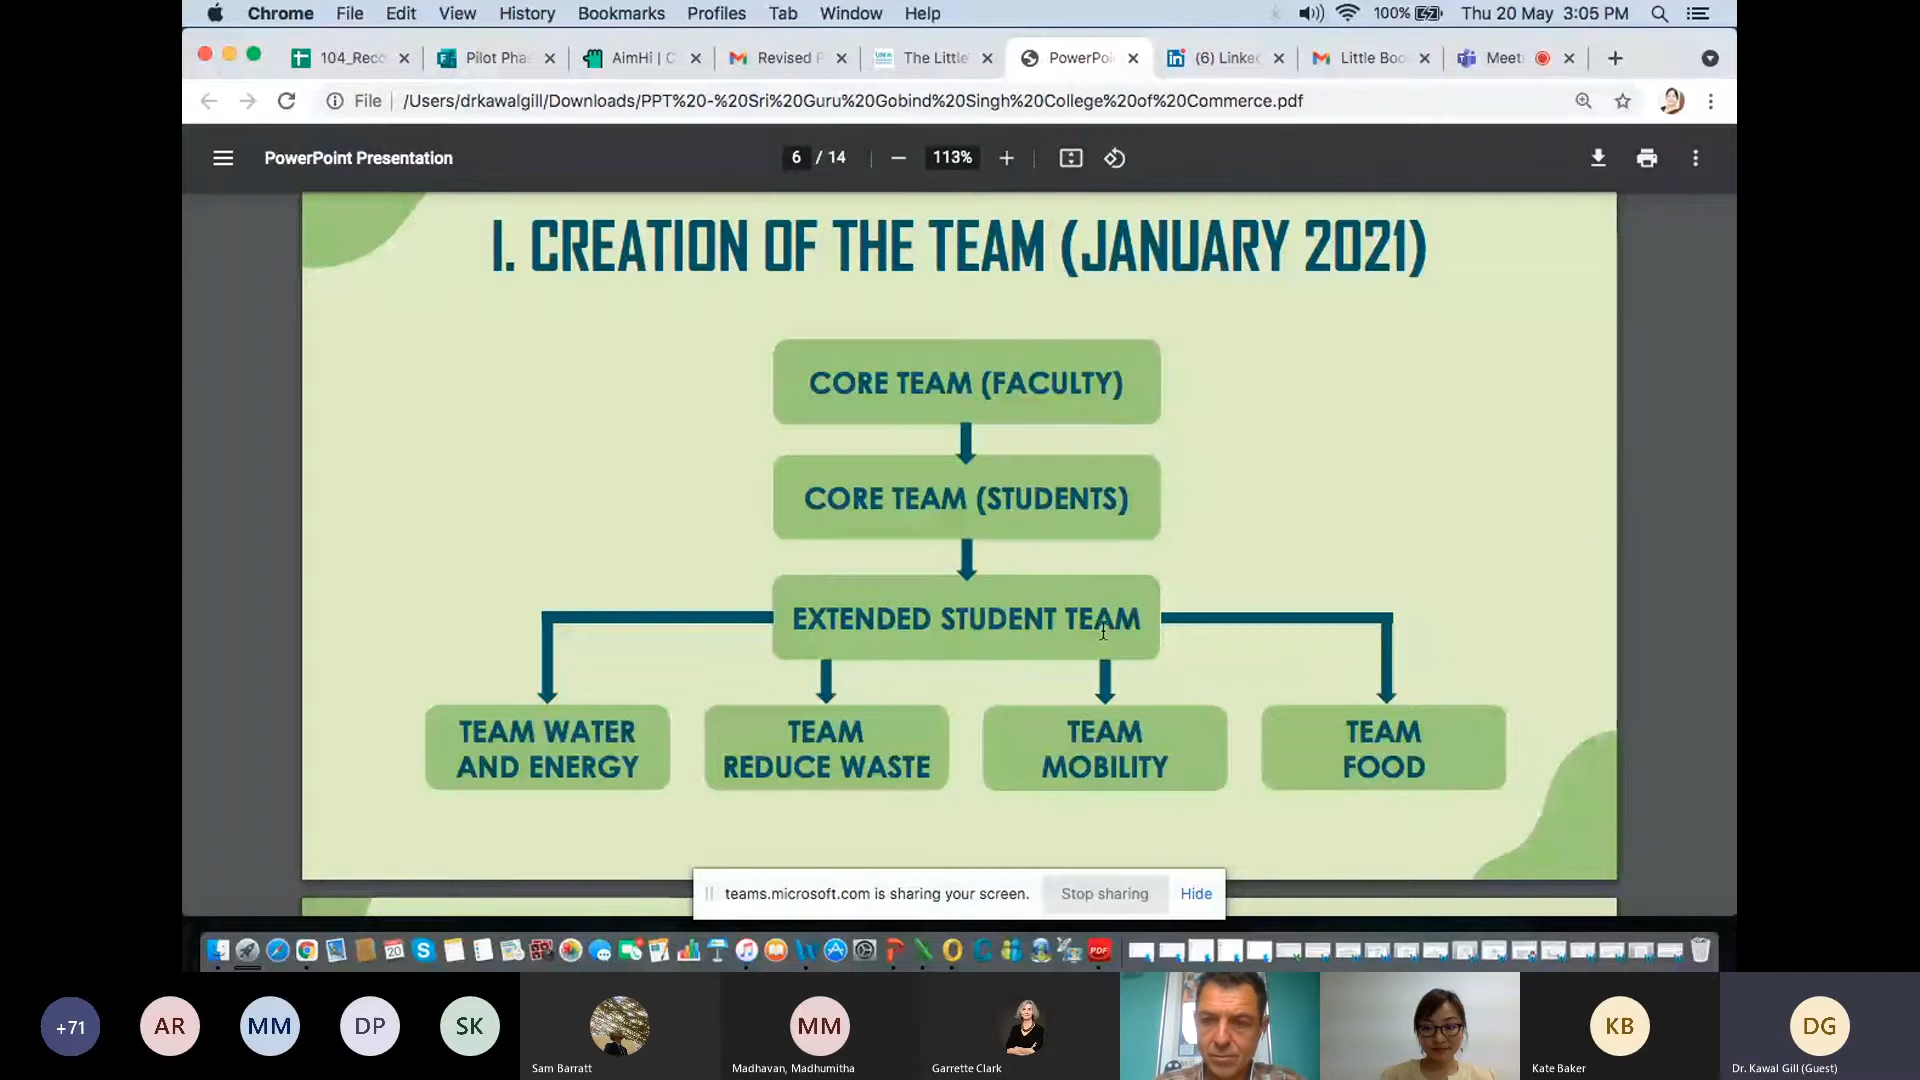 Chrome File Edit View History Bookmarks Profiles Tab Window Help
100% Thu 20 May 3:05 PM
104_Reco
Pilot Pha
AimHi | C
Revised P
The Little
PowerPoi
(6) Linke
Little Boo
Meet
File /Users/drkawalgill/Downloads/PPT%20-%20Sri%20Guru%20Gobind%20Singh%20College%20of%20Commerce.pdf
PowerPoint Presentation
6 / 14
113%
I. CREATION OF THE TEAM (JANUARY 2021)
CORE TEAM (FACULTY)
CORE TEAM (STUDENTS)
EXTENDED STUDENT TEAM
TEAM WATER
AND ENERGY
TEAM
REDUCE WASTE
TEAM
MOBILITY
TEAM
FOOD
teams.microsoft.com is sharing your screen.
Stop sharing
Hide
20
PDF
+71
AR
MM
DP
SK
Sam Barratt
MM
Madhavan, Madhumitha
Garrette Clark
KB
Kate Baker
DG
Dr. Kawal Gill (Guest)